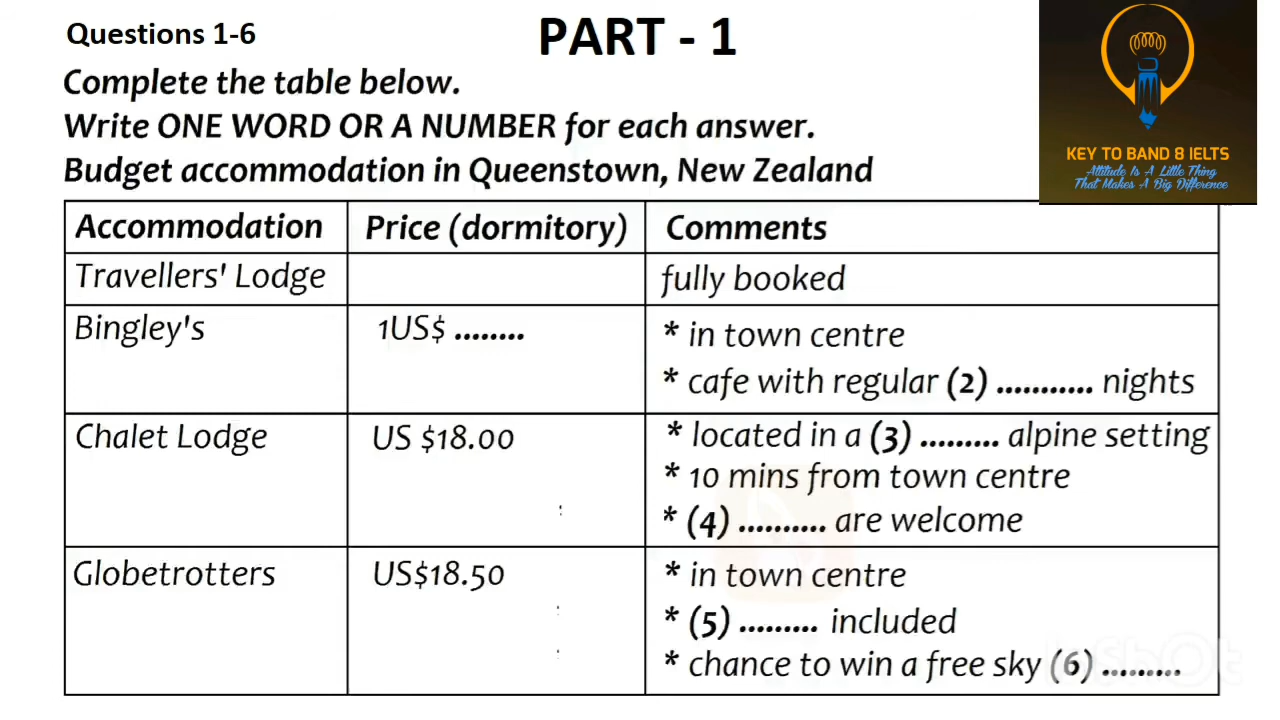 Questions 1-6
PART - 1
Complete the table below.
Write ONE WORD OR A NUMBER for each answer.
Budget accommodation in Queenstown, New Zealand
KEY TO BAND 8 IELTS
Attitude Is A Little Thing
That Makes A Big Difference
Accommodation Price (dormitory) Comments
Travellers' Lodge fully booked
Bingley's 1US$ ........ * in town centre
* cafe with regular (2) ........... nights
Chalet Lodge US $18.00 * located in a (3) ......... alpine setting
* 10 mins from town centre
* (4) .......... are welcome
Globetrotters US$18.50 * in town centre
* (5) ......... included
* chance to win a free sky (6) .........
InShOt